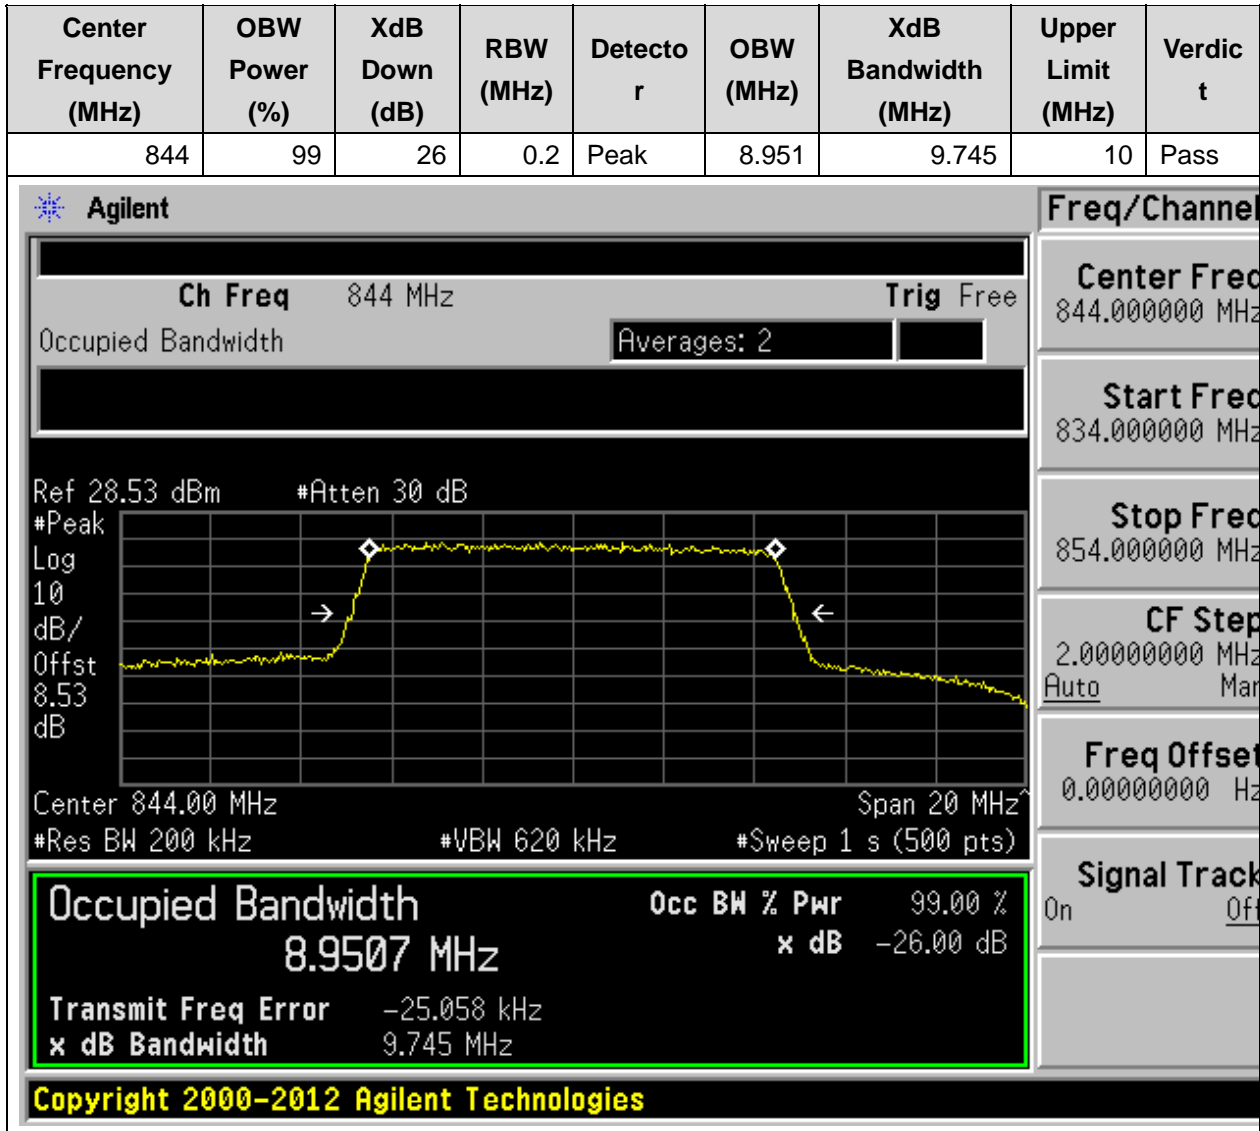 Center Frequency (MHz) OBW Power (%) XdB Down (dB) RBW (MHz) Detecto r OBW (MHz) XdB Bandwidth (MHz) Upper Limit (MHz) Verdic t
844 99 26 0.2 Peak 8.951 9.745 10 Pass
Agilent
Freq/Channel
Ch Freq 844 MHz Trig Free
Occupied Bandwidth Averages: 2
Center Freq
844.000000 MHz
Start Freq
834.000000 MHz
Stop Freq
854.000000 MHz
CF Step
2.00000000 MHz
Auto Man
Freq Offset
0.00000000 Hz
Signal Track
On Off
Ref 28.53 dBm #Atten 30 dB
#Peak
Log
10
dB/
Offst
8.53
dB
Center 844.00 MHz Span 20 MHz^
#Res BW 200 kHz #VBW 620 kHz #Sweep 1 s (500 pts)
Occupied Bandwidth Occ BW % Pwr 99.00 %
8.9507 MHz x dB -26.00 dB
Transmit Freq Error -25.058 kHz
x dB Bandwidth 9.745 MHz
Copyright 2000-2012 Agilent Technologies